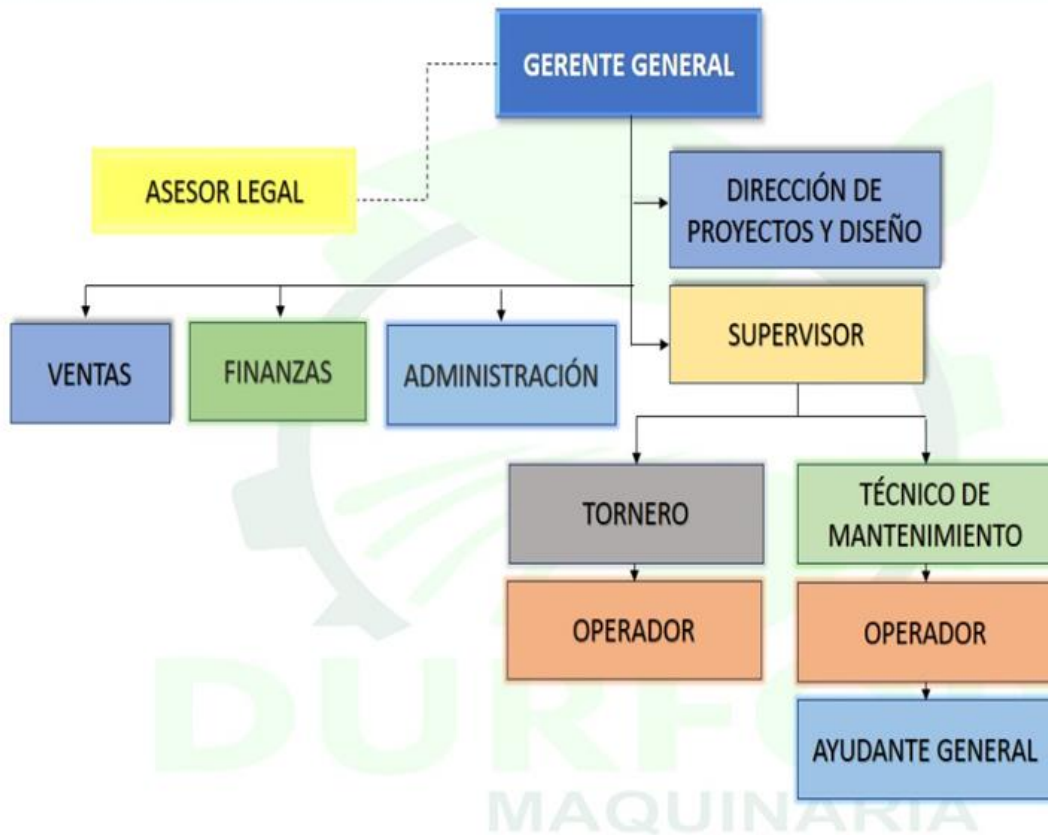 GERENTE GENERAL
ASESOR LEGAL
DIRECCIÓN DE
PROYECTOS Y DISEÑO
VENTAS
FINANZAS
ADMINISTRACIÓN
SUPERVISOR
TORNERO
TÉCNICO DE
MANTENIMIENTO
OPERADOR
OPERADOR
AYUDANTE GENERAL
MAQUINARIA